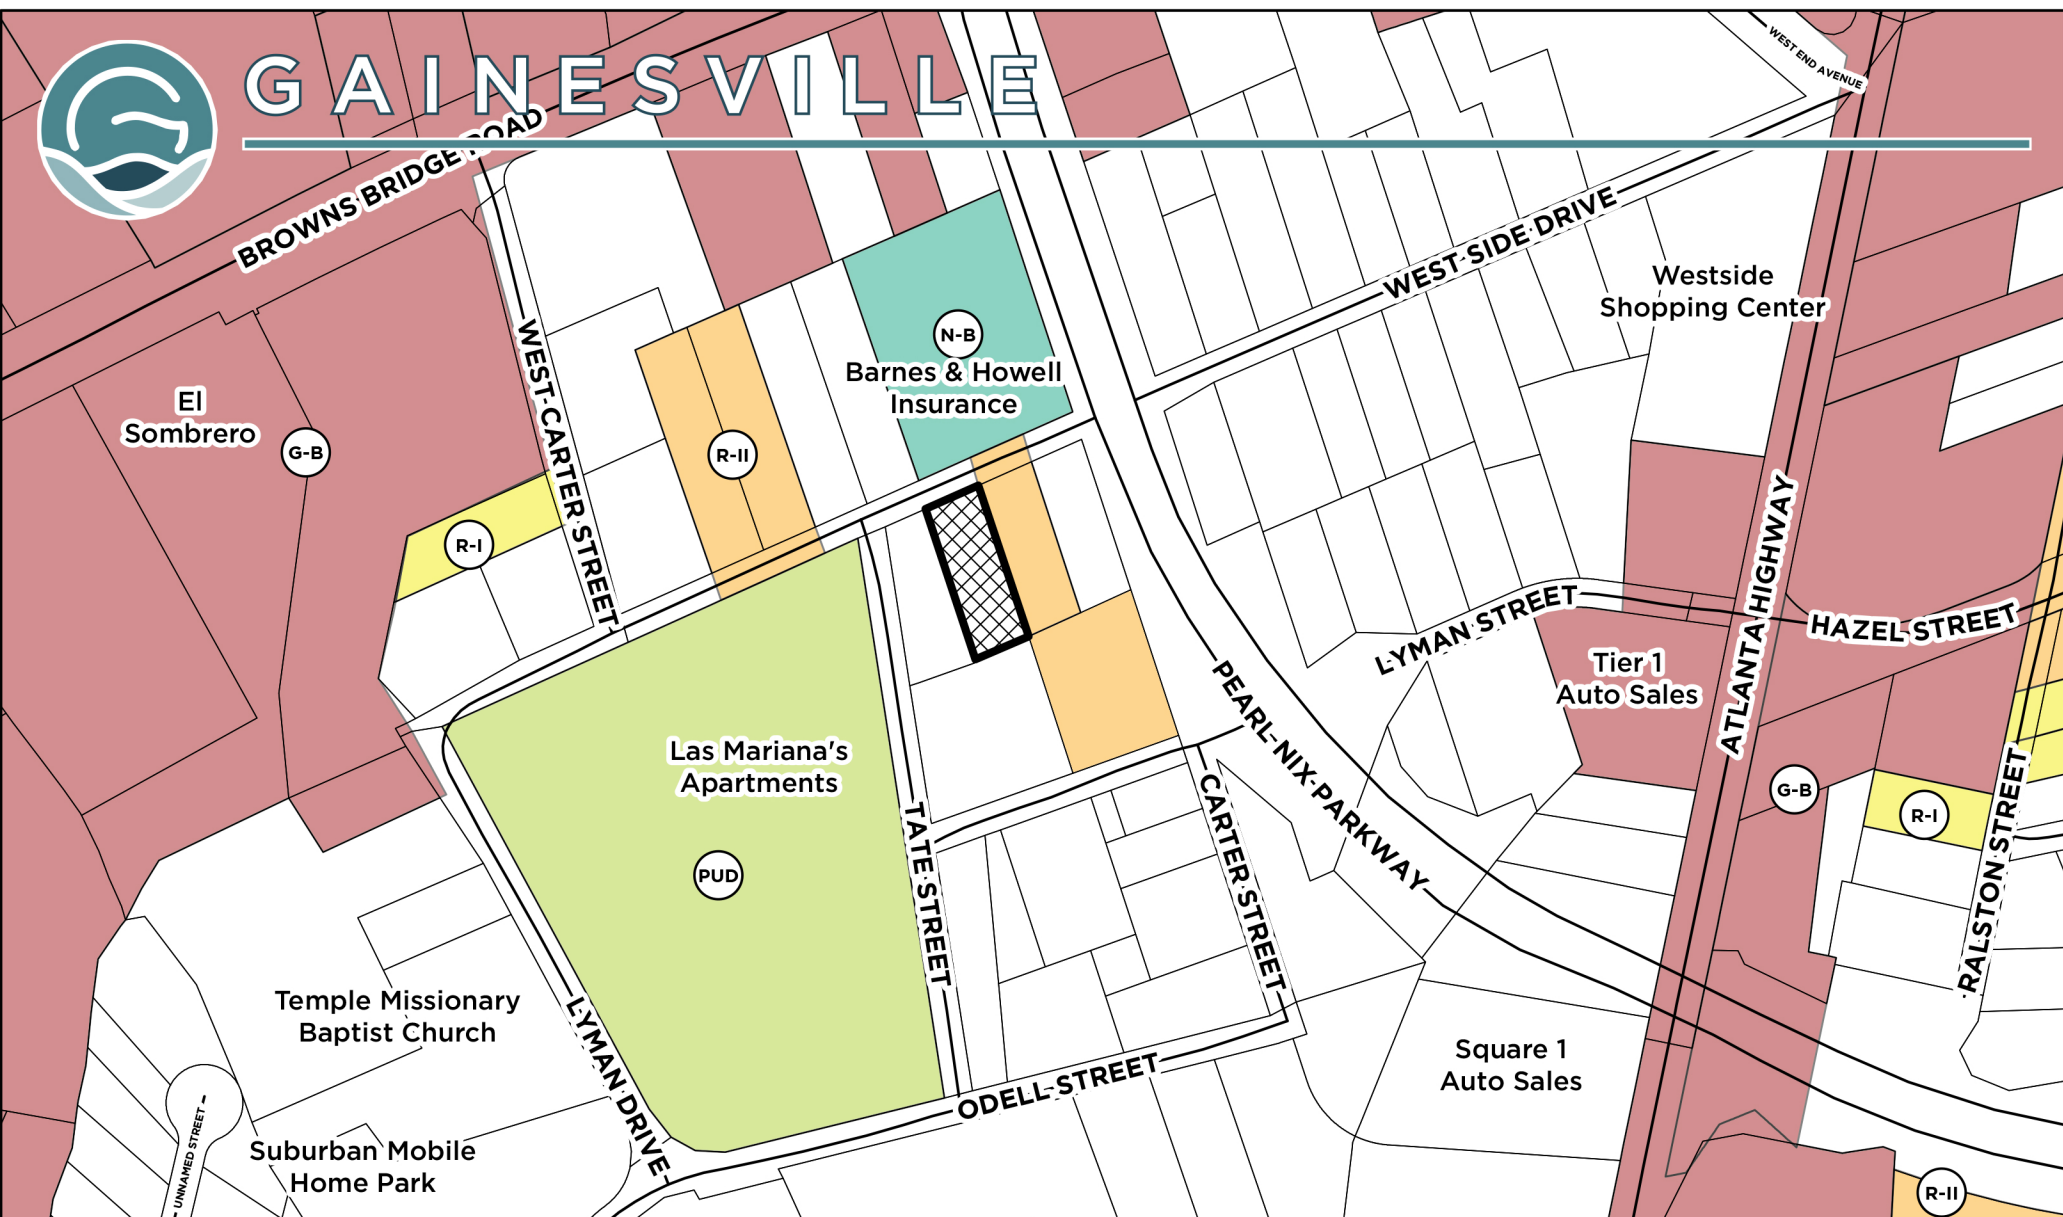 GAINESVILLE
WEST END AVENUE
BROWNS BRIDGE ROAD
WEST SIDE DRIVE
Westside
Shopping Center
N-B
Barnes & Howell
Insurance
WEST CARTER STREET
El
Sombrero
G-B
R-II
R-I
LYMAN STREET
HAZEL STREET
ATLANTA HIGHWAY
Tier 1
Auto Sales
PEARL NIX PARKWAY
Las Mariana's
Apartments
PUD
TATE STREET
CARTER STREET
G-B
R-I
RALSTON STREET
Temple Missionary
Baptist Church
LYMAN DRIVE
ODELL STREET
Square 1
Auto Sales
UNNAMED STREET
Suburban Mobile
Home Park
R-II